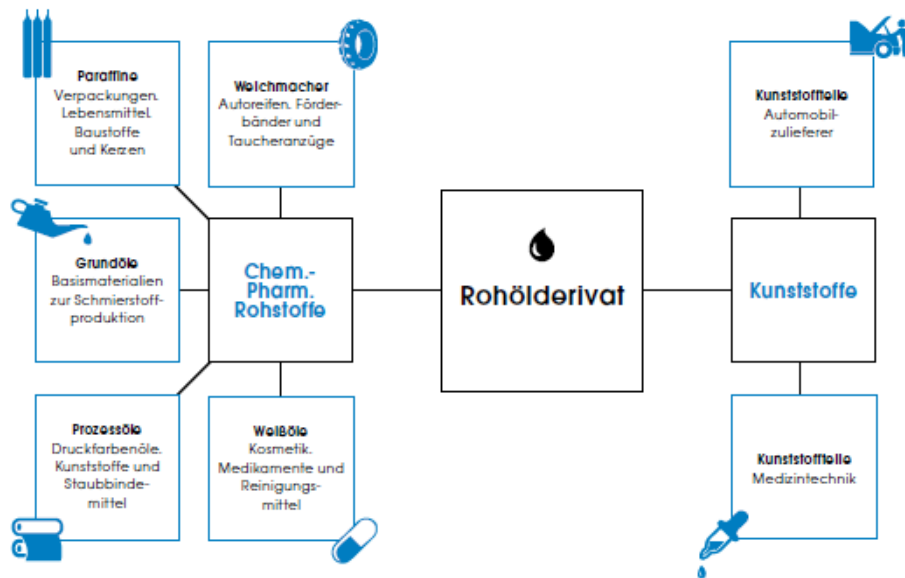 Paraffine
Verpackungen.
Lebensmittel.
Baustoffe
und Kerzen
Weichmacher
Autoreifen. Förder-
bänder und
Taucheranzüge
Grundöle
Basismaterialien
zur Schmierstoff-
produktion
Chem.-
Pharm.
Rohstoffe
Prozessöle
Druckfarbenöle.
Kunststoffe und
Staubbinde-
mittel
Weißöle
Kosmetik.
Medikamente und
Reinigungs-
mittel
Rohölderivat
Kunststoffteile
Automobil-
zulieferer
Kunststoffe
Kunststoffteile
Medizintechnik